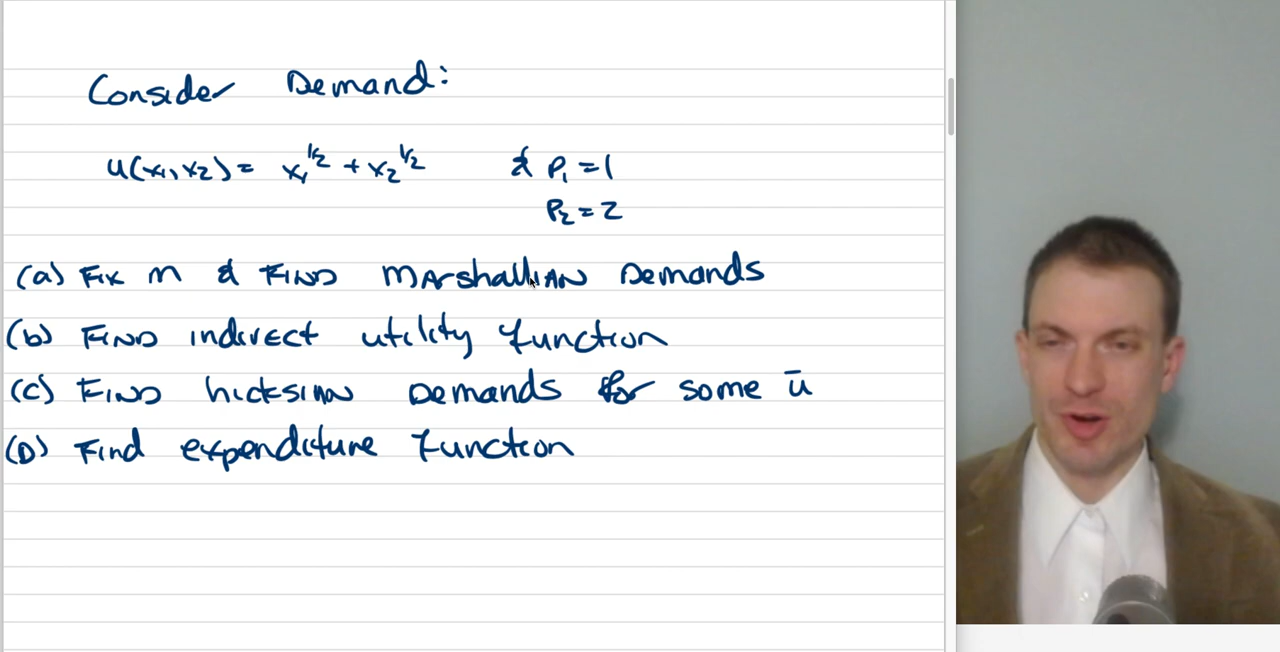 Consider Demand:
u(x₁,x₂) = x₁^1/2 + x₂^1/2 & P₁ = 1
P₂ = 2
(a) Fix m & Find Marshallian Demands
(b) Find indirect utility function
(c) Find hicksian Demands for some ū
(D) Find expenditure function